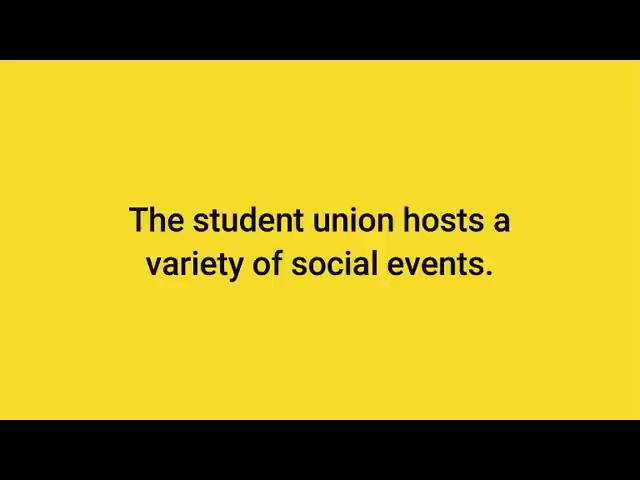 The student union hosts a
variety of social events.